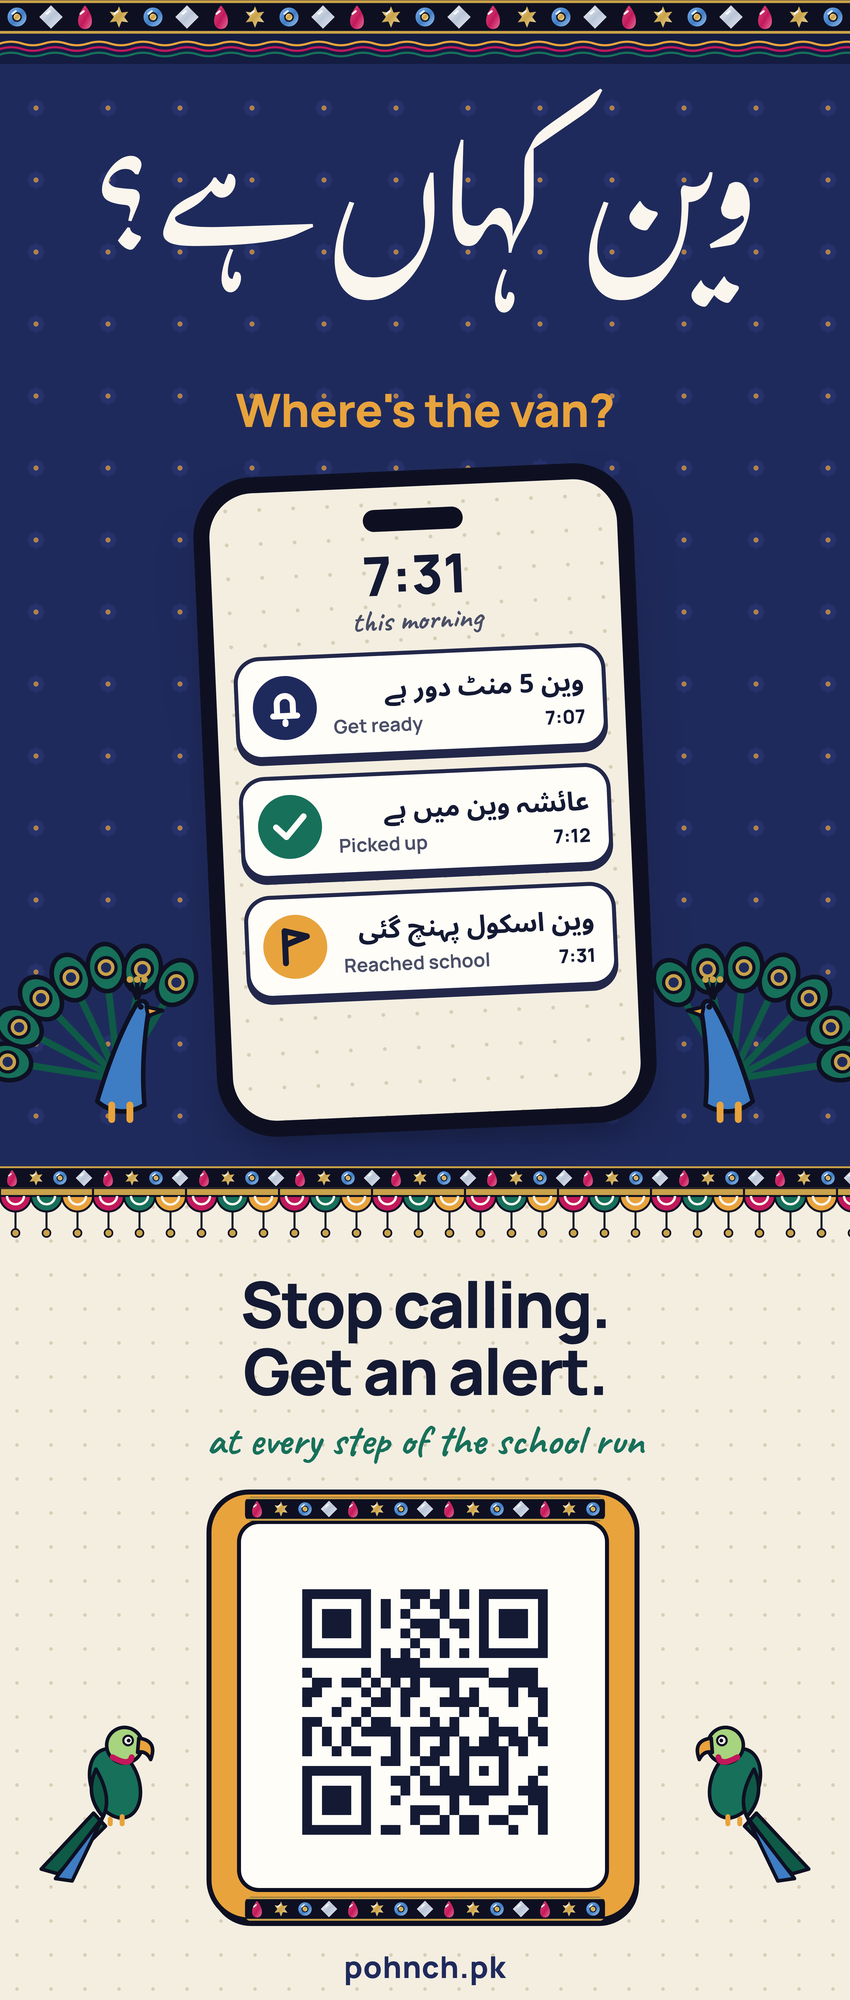 وین کہاں ہے؟
Where's the van?
7:31
this morning
وین 5 منٹ دور ہے
Get ready 7:07
عائشہ وین میں ہے
Picked up 7:12
وین اسکول پہنچ گئی
Reached school 7:31
Stop calling.
Get an alert.
at every step of the school run
pohnch.pk